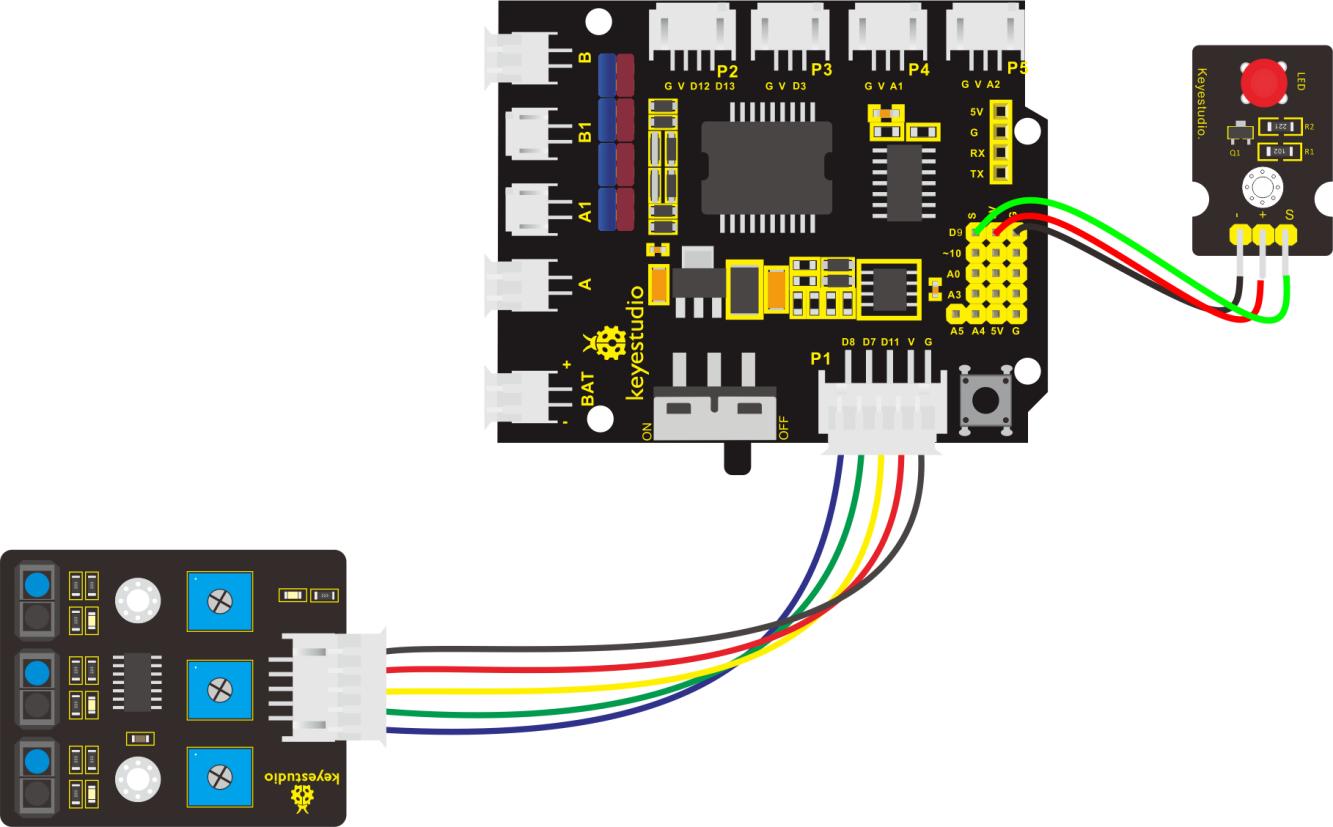 B
B1
A1
A
+
BAT
-
P2
G V D12 D13
P3
G V D3
P4
G V A1
P5
G V A2
5V
G
RX
TX
S
D9
~10
A0
A3
A5 A4 5V G
keyestudio
ON
OFF
P1
D8 D7 D11 V G
Keyestudio.
LED
221
R2
Q1
102
R1
- + S
keyestudio